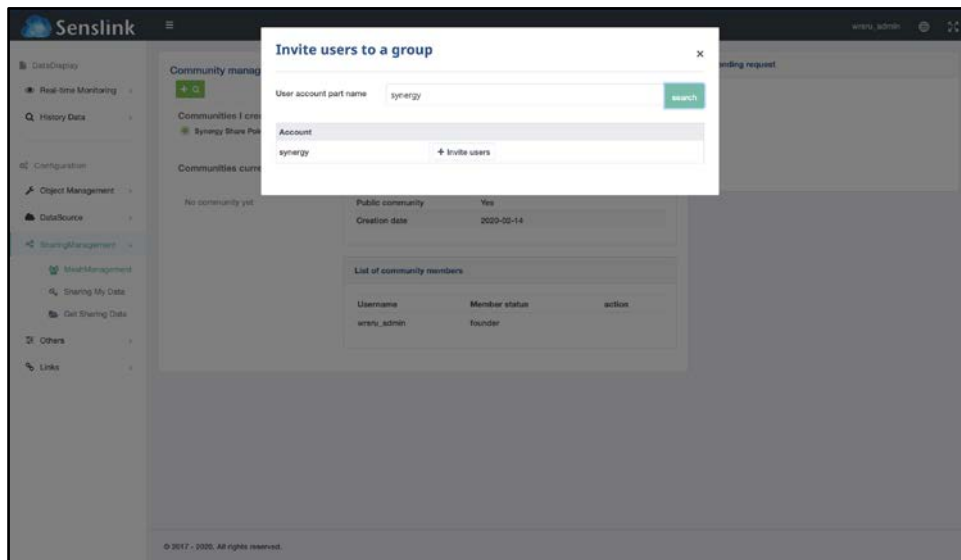 Senslink
wrsru_admin
DataDisplay
Real-time Monitoring
History Data
Configuration
Object Management
DataSource
SharingManagement
MeshManagement
Sharing My Data
Get Sharing Data
Others
Links
Community manag
Communities I cre
Synergy Share Poi
Communities curre
No community yet
Invite users to a group
×
User account part name
synergy
search
Account
synergy
+ Invite users
ending request
Public community Yes
Creation date 2020-02-14
List of community members
Username Member status action
wrsru_admin founder
© 2017 - 2020. All rights reserved.